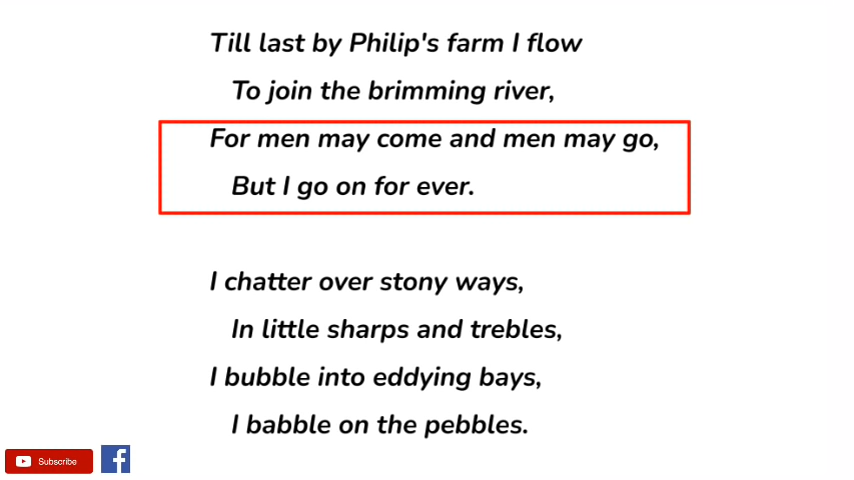 Till last by Philip's farm I flow
To join the brimming river,
For men may come and men may go,
But I go on for ever.
I chatter over stony ways,
In little sharps and trebles,
I bubble into eddying bays,
I babble on the pebbles.
Subscribe